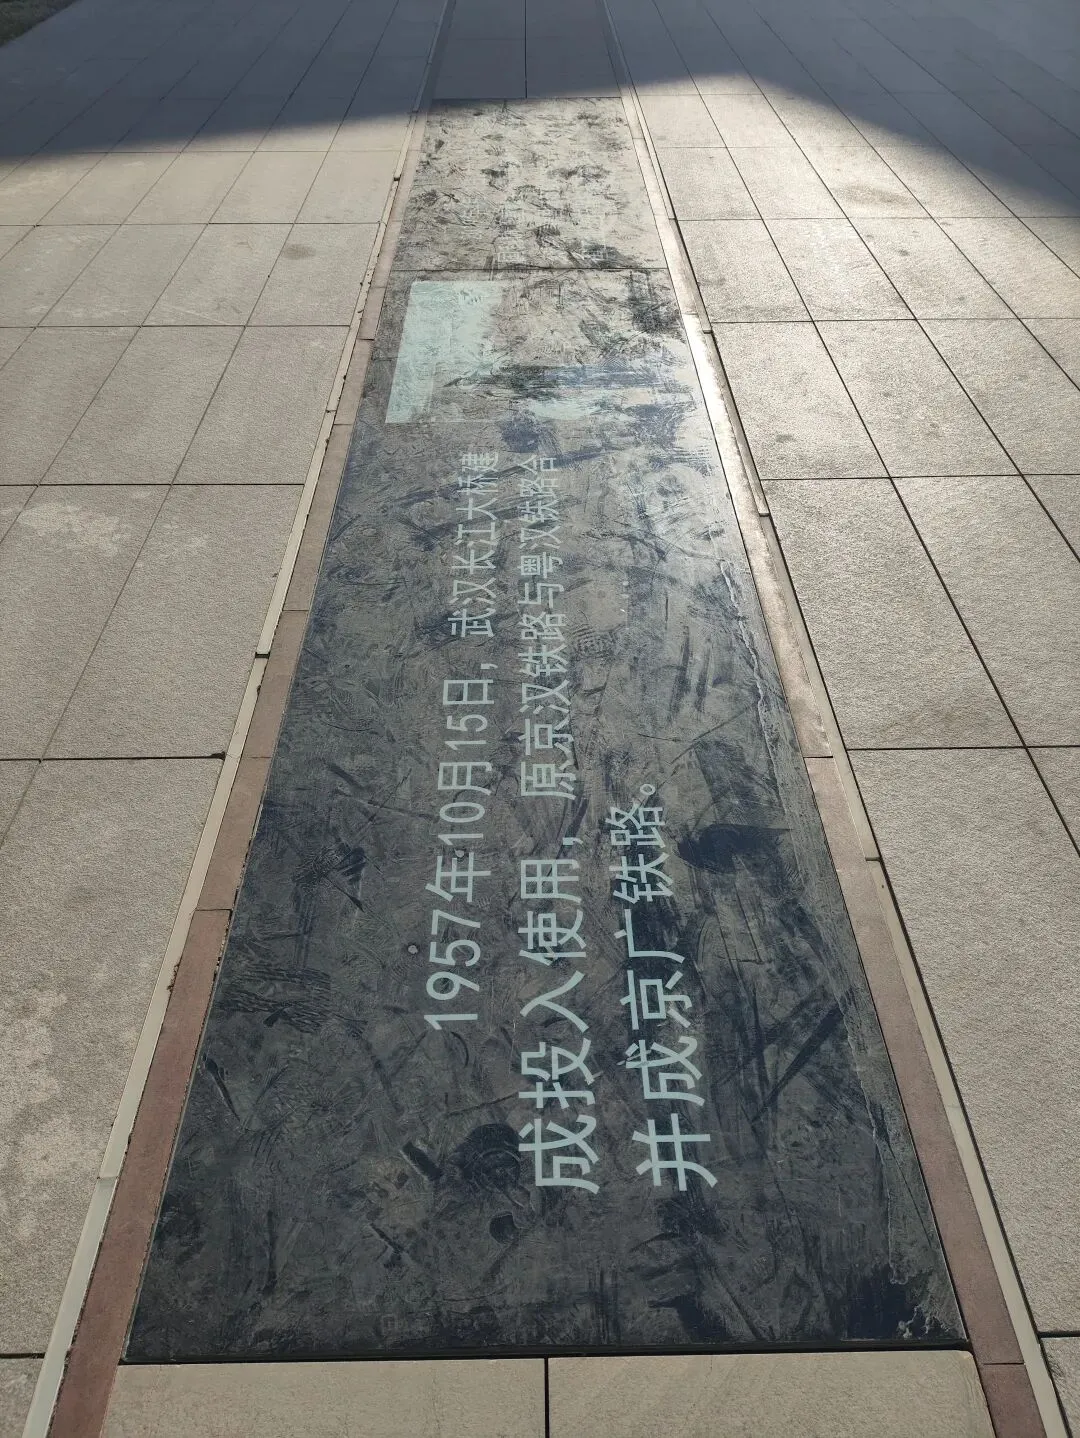 1957年10月15日，武汉长江大桥建
成投入使用，原京汉铁路与粤汉铁路合
并成京广铁路。